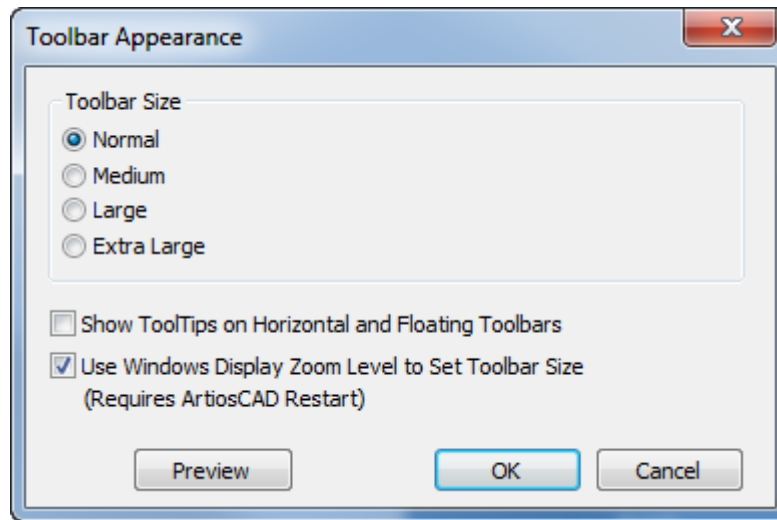 Toolbar Appearance
Toolbar Size
Normal
Medium
Large
Extra Large
Show ToolTips on Horizontal and Floating Toolbars
Use Windows Display Zoom Level to Set Toolbar Size
(Requires ArtiosCAD Restart)
Preview OK Cancel